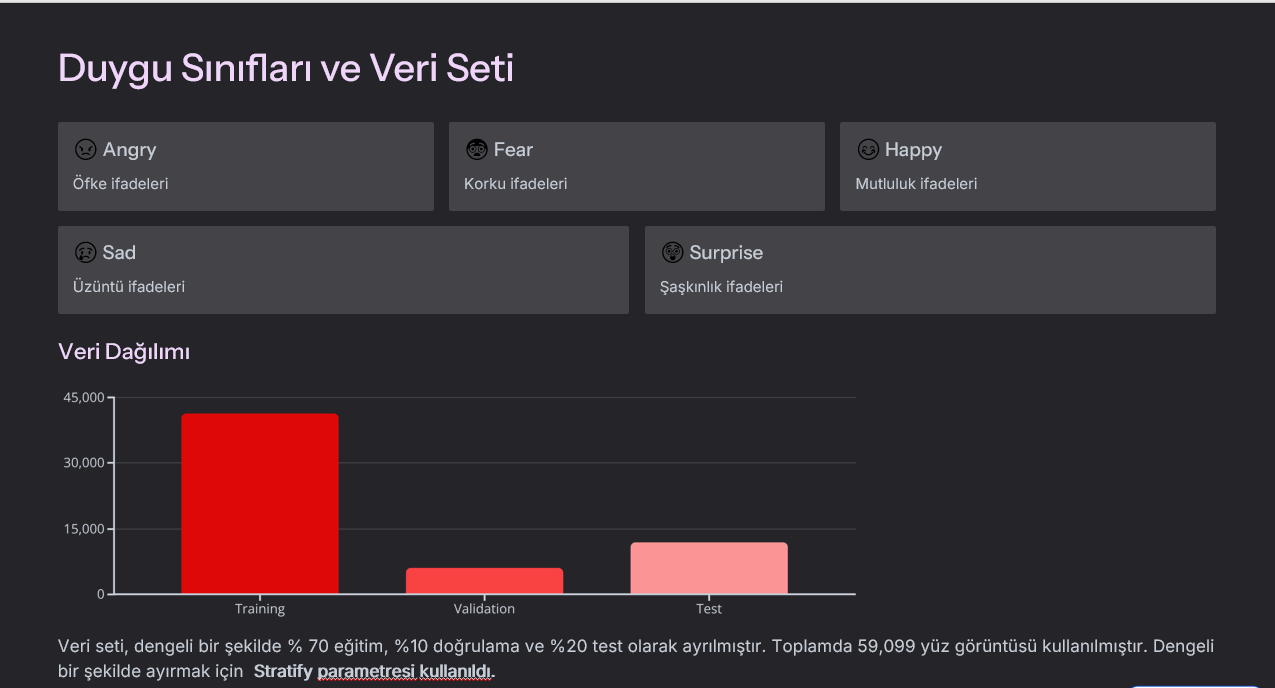 Duygu Sınıfları ve Veri Seti
Angry
Öfke ifadeleri
Fear
Korku ifadeleri
Happy
Mutluluk ifadeleri
Sad
Üzüntü ifadeleri
Surprise
Şaşkınlık ifadeleri
Veri Dağılımı
45,000
30,000
15,000
0
Training Validation Test
Veri seti, dengeli bir şekilde % 70 eğitim, %10 doğrulama ve %20 test olarak ayrılmıştır. Toplamda 59,099 yüz görüntüsü kullanılmıştır. Dengeli
bir şekilde ayırmak için Stratify parametresi kullanıldı.